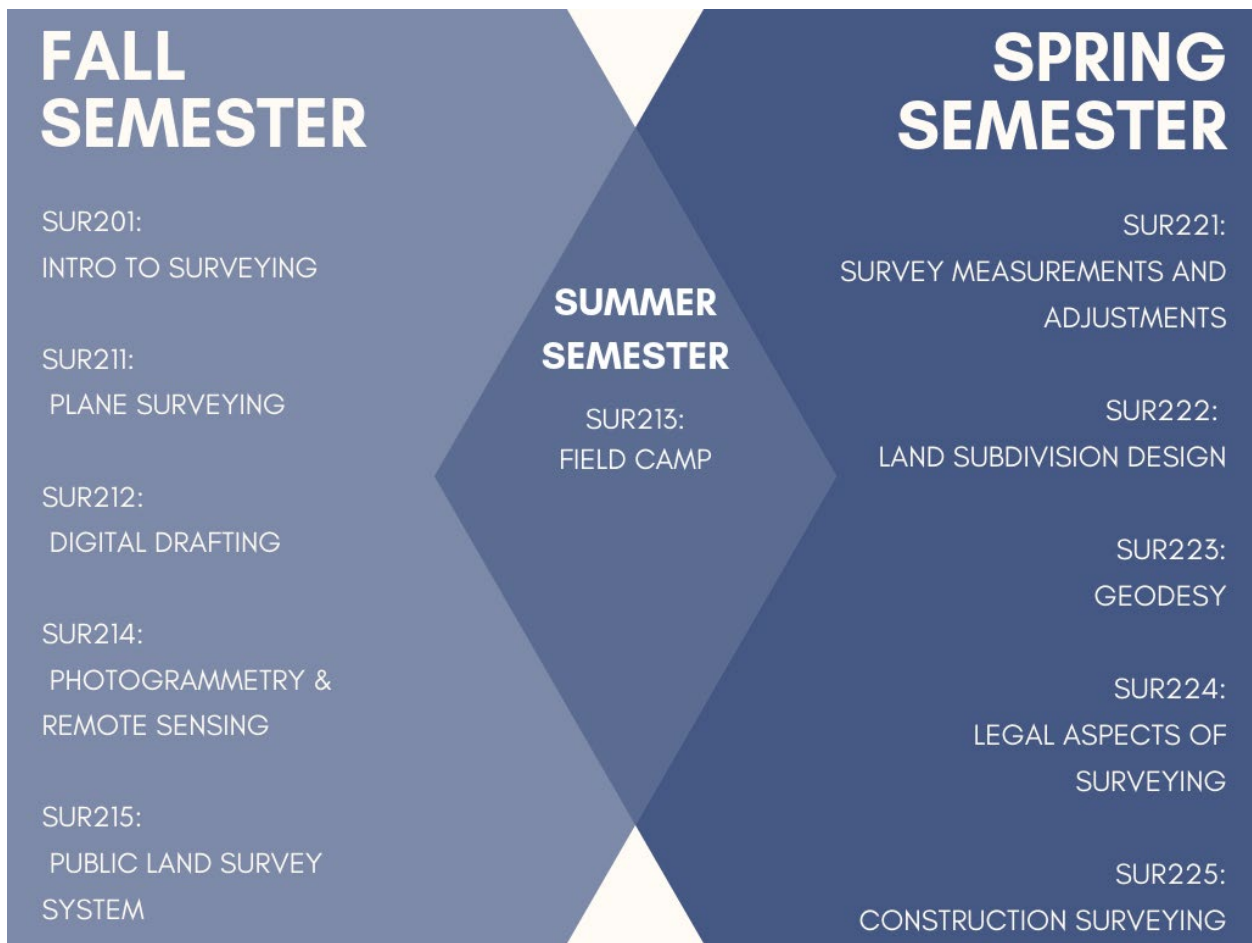 FALL
SEMESTER
SUR201:
INTRO TO SURVEYING
SUR211:
PLANE SURVEYING
SUR212:
DIGITAL DRAFTING
SUR214:
PHOTOGRAMMETRY &
REMOTE SENSING
SUR215:
PUBLIC LAND SURVEY
SYSTEM
SUMMER
SEMESTER
SUR213:
FIELD CAMP
SPRING
SEMESTER
SUR221:
SURVEY MEASUREMENTS AND
ADJUSTMENTS
SUR222:
LAND SUBDIVISION DESIGN
SUR223:
GEODESY
SUR224:
LEGAL ASPECTS OF
SURVEYING
SUR225:
CONSTRUCTION SURVEYING